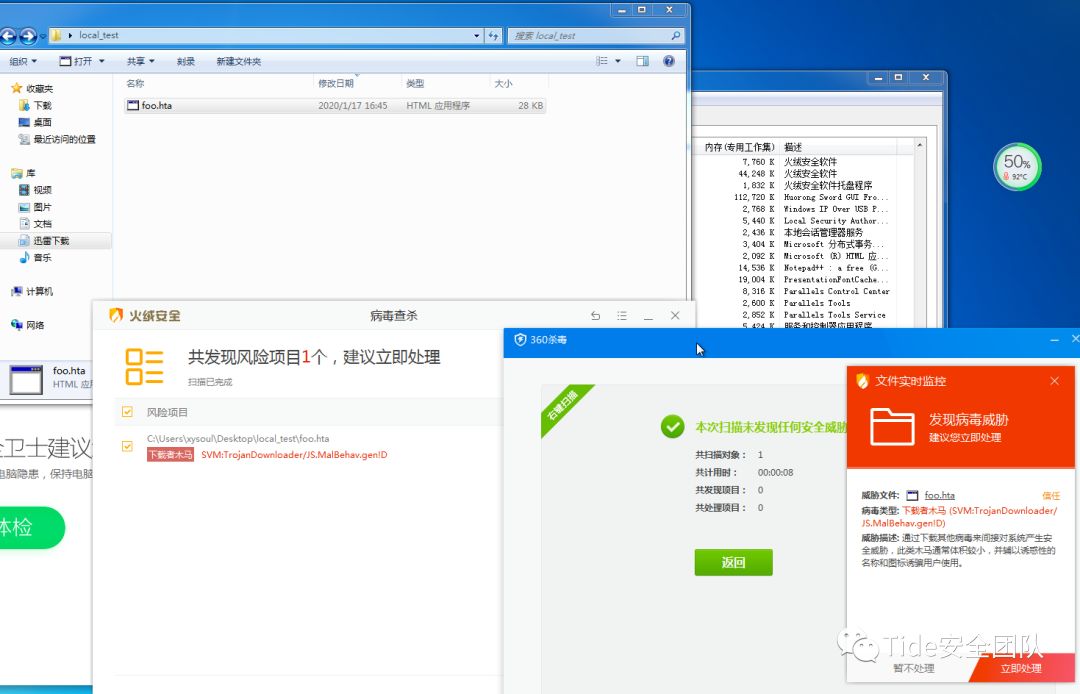 local_test
搜索 local_test
组织 打开 共享 刻录 新建文件夹
名称 修改日期 类型 大小
foo.hta 2020/1/17 16:45 HTML 应用程序 28 KB
收藏夹
下载
桌面
最近访问的位置
库
视频
图片
文档
迅雷下载
音乐
计算机
网络
foo.hta
HTML 应
内存(专用工作集) 描述
7,760 K 火绒安全软件
44,248 K 火绒安全软件
1,832 K 火绒安全软件托盘程序
112,720 K Huorong Sword GUI Pro...
2,768 K Windows IP Over USB P...
5,440 K Local Security Author...
2,436 K 本地会话管理器服务
3,404 K Microsoft 分布式事务...
2,092 K Microsoft (R) HTML 应...
14,536 K Notepad++ : a free (G...
19,004 K PresentationFontCache...
8,316 K Parallels Control Center
2,600 K Parallels Tools
2,852 K Parallels Tools Service
5,424 K 服务和控制器应用程序
50%
92°C
卫士建议
电脑隐患，保持电脑
体检
火绒安全
病毒查杀
共发现风险项目1个，建议立即处理
扫描已完成
风险项目
C:\Users\xysoul\Desktop\local_test\foo.hta
下载者木马 SVM:TrojanDownloader/JS.MalBehav.gen!D
360杀毒
右键扫描
本次扫描未发现任何安全威胁
共扫描对象： 1
共计用时： 00:00:08
共发现项目： 0
共处理项目： 0
返回
文件实时监控
发现病毒威胁
建议您立即处理
威胁文件: foo.hta 信任
病毒类型: 下载者木马 (SVM:TrojanDownloader/
JS.MalBehav.gen!D)
威胁描述: 通过下载其他病毒来间接对系统产生安
全威胁，此类木马通常体积较小，并辅以诱惑性的
名称和图标诱骗用户使用。
Tide安全团队
暂不处理 立即处理